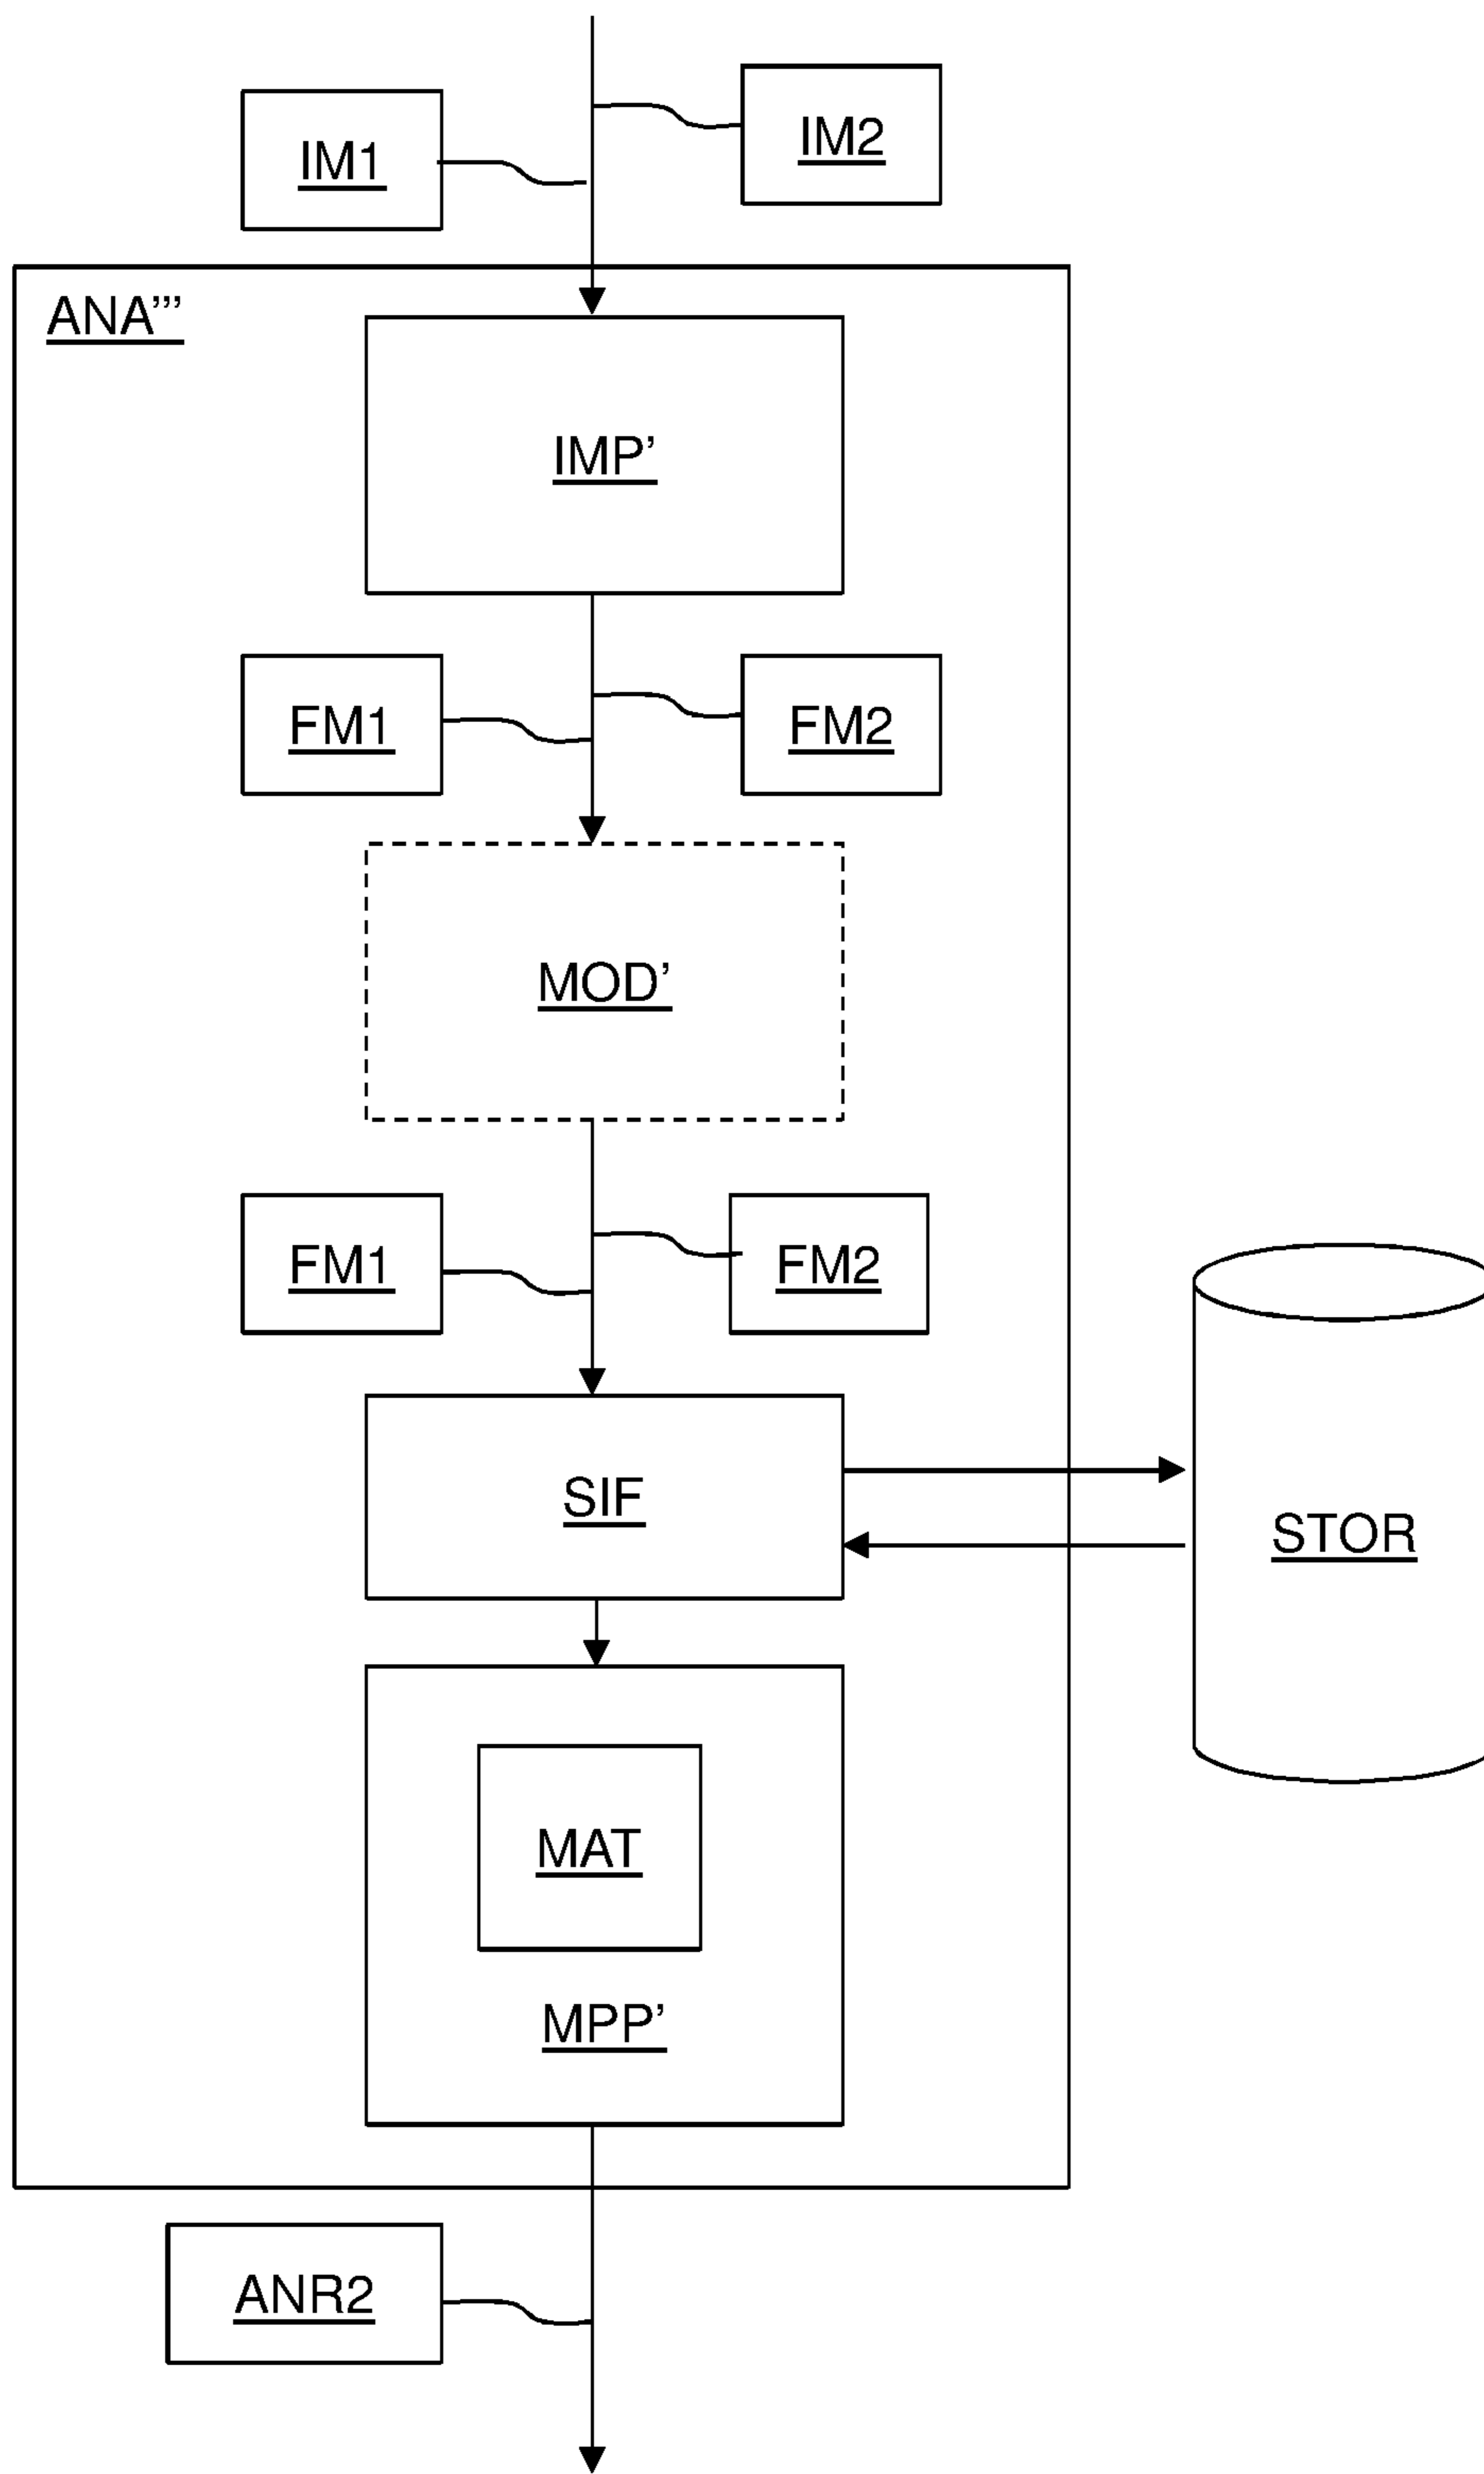 IM1
IM2
ANA’’’
IMP’
FM1
FM2
MOD’
FM1
FM2
SIF
STOR
MAT
MPP’
ANR2